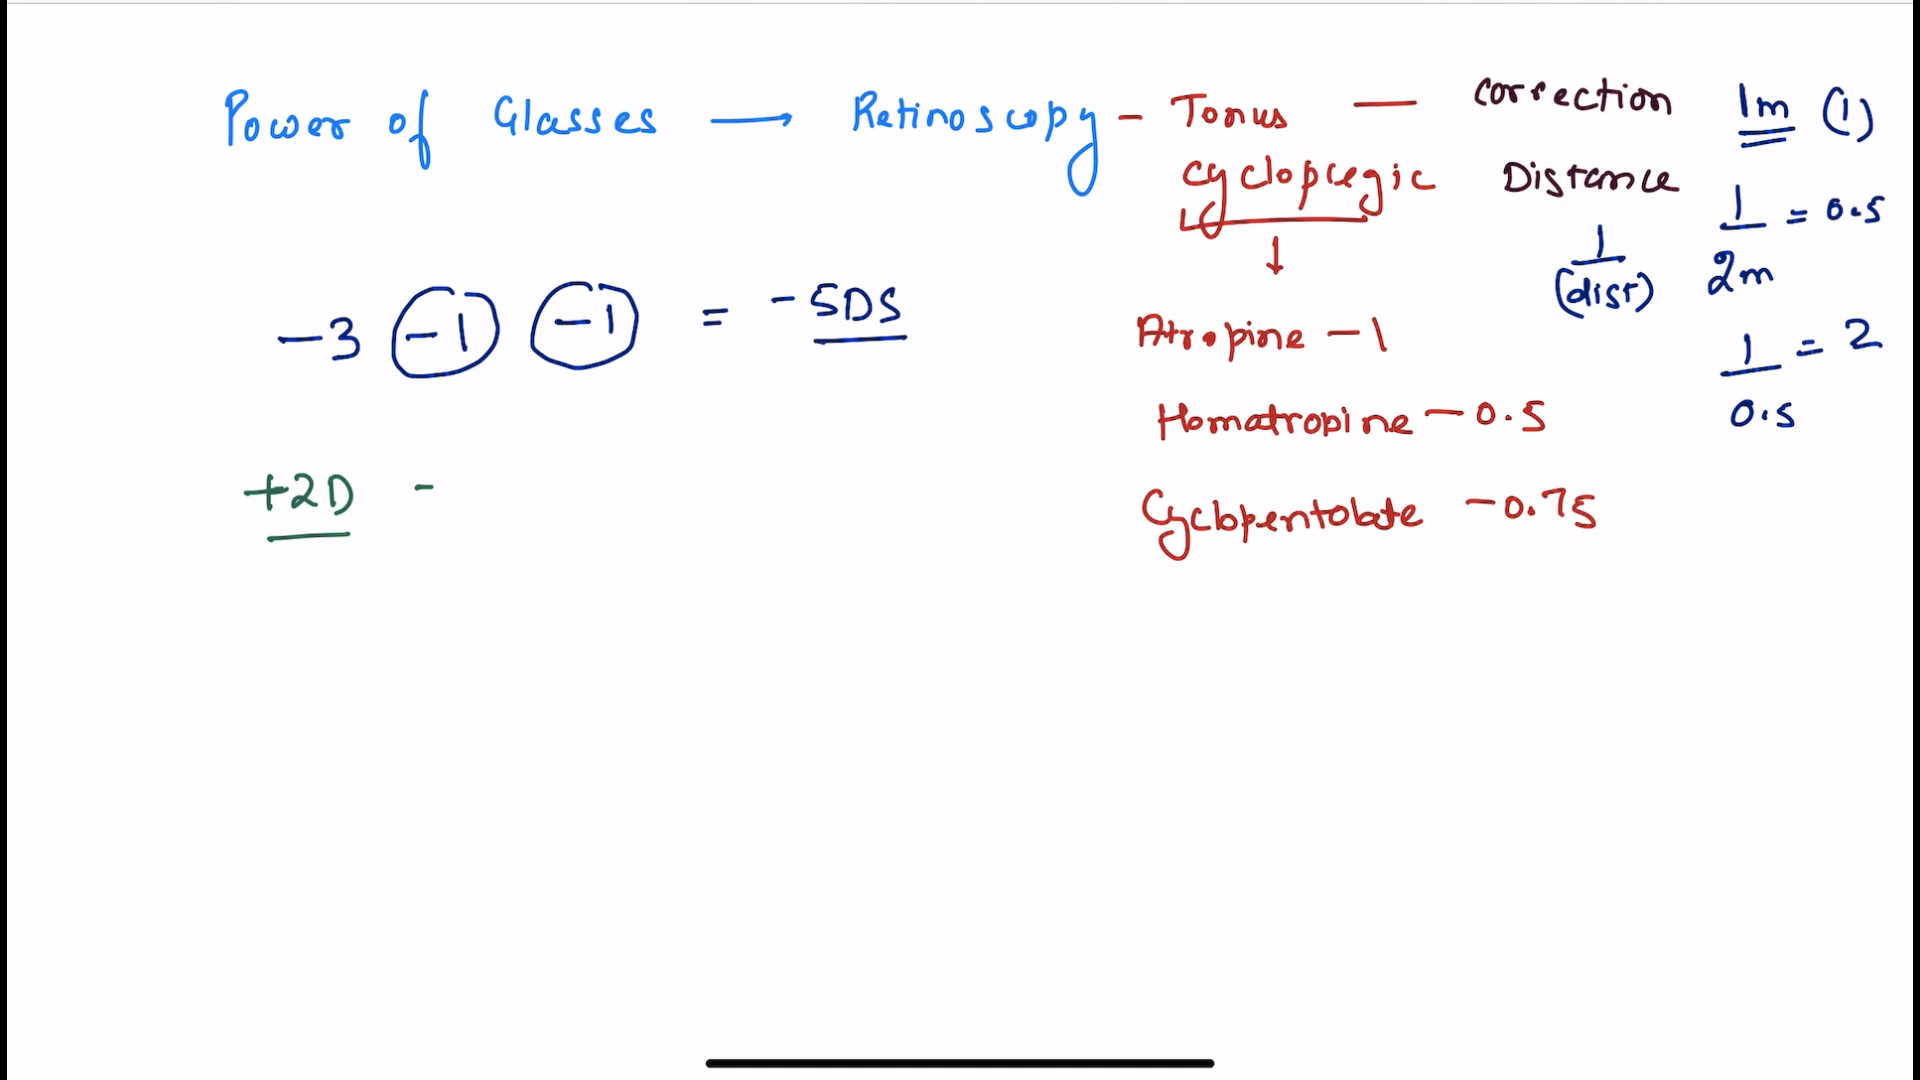 Power of Glasses → Retinoscopy - Tonus — correction 1m (1)
Cycloplegic Distance
↓
1/(dist) 1/2m = 0.5
-3 (-1) (-1) = -5DS
Atropine - 1
1/0.5 = 2
Homatropine - 0.5
+2D -
Cyclopentolate - 0.75